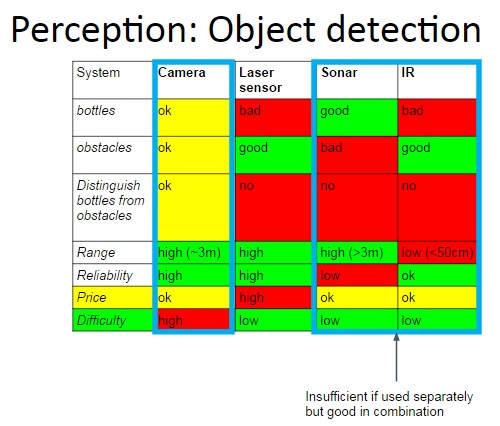 Perception: Object detection
System Camera Laser sensor Sonar IR
bottles ok bad good bad
obstacles ok good bad good
Distinguish bottles from obstacles ok no no no
Range high (~3m) high high (>3m) low (<50cm)
Reliability high high low ok
Price ok high ok ok
Difficulty high low low low
Insufficient if used separately
but good in combination